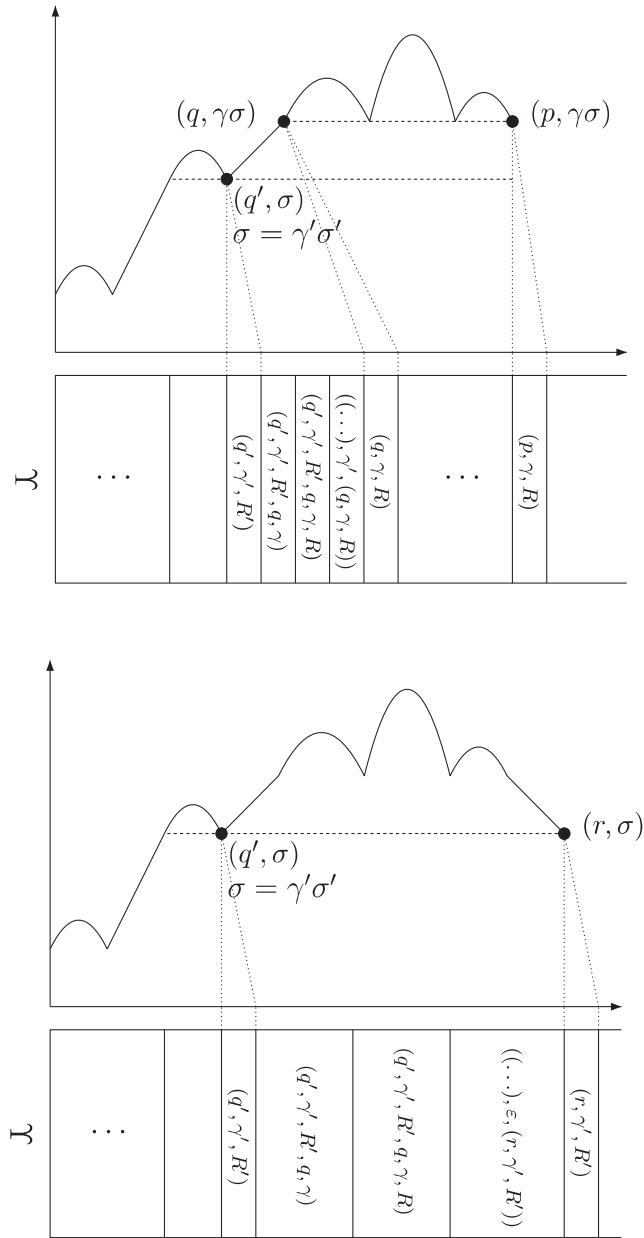 (q, γσ)
(p, γσ)
(q′, σ)
σ = γ′σ′
⋯
(q′, γ′, R′)
(q′, γ′, R′, q, γ)
(q′, γ′, R′, q, γ, R)
((…), γ′, (q, γ, R))
(q, γ, R)
⋯
(p, γ, R)
(r, σ)
(q′, σ)
σ = γ′σ′
⋯
(q′, γ′, R′)
(q′, γ′, R′, q, γ)
(q′, γ′, R′, q, γ, R)
((…), ε, (r, γ′, R′))
(r, γ′, R′)